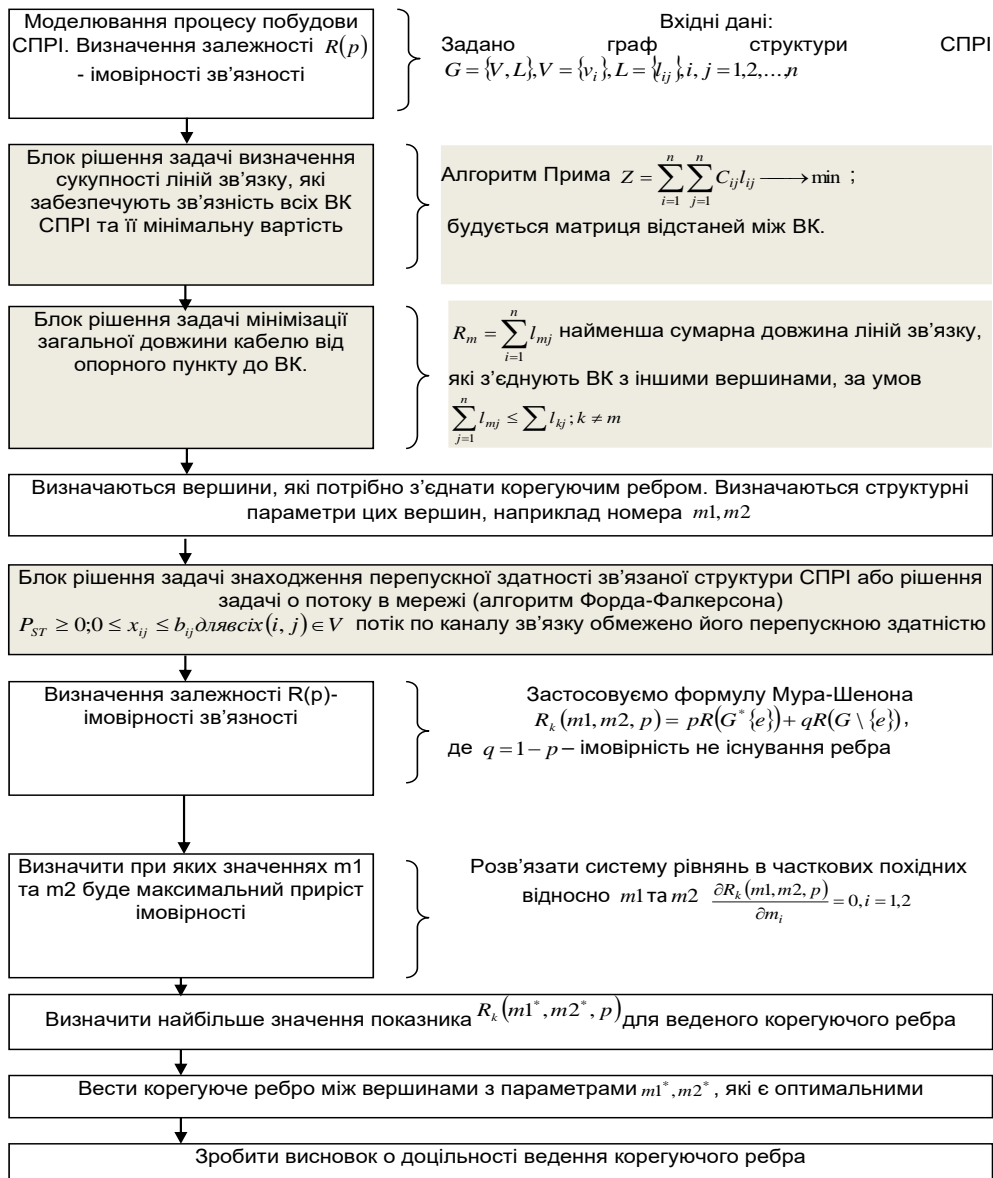 Моделювання процесу побудови
СПРІ. Визначення залежності R(p)
- імовірності зв’язності
Вхідні дані:
Задано граф структури СПРІ
G = {V, L}, V = {v_i}, L = {l_ij}, i, j = 1,2,...,n
Блок рішення задачі визначення
сукупності ліній зв’язку, які
забезпечують зв’язність всіх ВК
СПРІ та її мінімальну вартість
Алгоритм Прима Z = ∑_{i=1}^{n} ∑_{j=1}^{n} C_ij l_ij ⟶ min ;
будується матриця відстаней між ВК.
Блок рішення задачі мінімізації
загальної довжини кабелю від
опорного пункту до ВК.
R_m = ∑_{i=1}^{n} l_mj найменша сумарна довжина ліній зв’язку,
які з’єднують ВК з іншими вершинами, за умов
∑_{j=1}^{n} l_mj ≤ ∑ l_kj ; k ≠ m
Визначаються вершини, які потрібно з’єднати корегуючим ребром. Визначаються структурні
параметри цих вершин, наприклад номера m1, m2
Блок рішення задачі знаходження перепускної здатності зв’язаної структури СПРІ або рішення
задачі о потоку в мережі (алгоритм Форда-Фалкерсона)
P_ST ≥ 0; 0 ≤ x_ij ≤ b_ij длявсіх (i, j) ∈ V потік по каналу зв’язку обмежено його перепускною здатністю
Визначення залежності R(p)-
імовірності зв’язності
Застосовуємо формулу Мура-Шенона
R_k (m1, m2, p) = pR(G^*{e}) + qR(G \ {e}),
де q = 1 − p – імовірність не існування ребра
Визначити при яких значеннях m1
та m2 буде максимальний приріст
імовірності
Розв’язати систему рівнянь в часткових похідних
відносно m1 та m2 ∂R_k (m1, m2, p) / ∂m_i = 0, i = 1,2
Визначити найбільше значення показника R_k (m1^*, m2^*, p) для веденого корегуючого ребра
Вести корегуюче ребро між вершинами з параметрами m1^*, m2^* , які є оптимальними
Зробити висновок о доцільності ведення корегуючого ребра